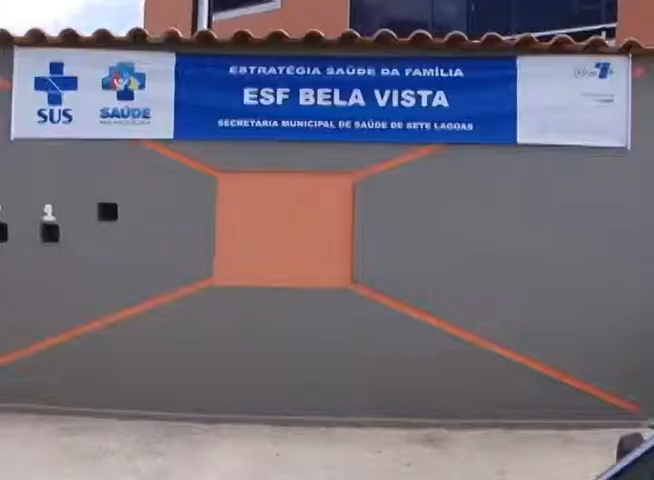 SUS
SAÚDE
ESTRATÉGIA SAÚDE DA FAMÍLIA
ESF BELA VISTA
SECRETARIA MUNICIPAL DE SAÚDE DE SETE LAGOAS